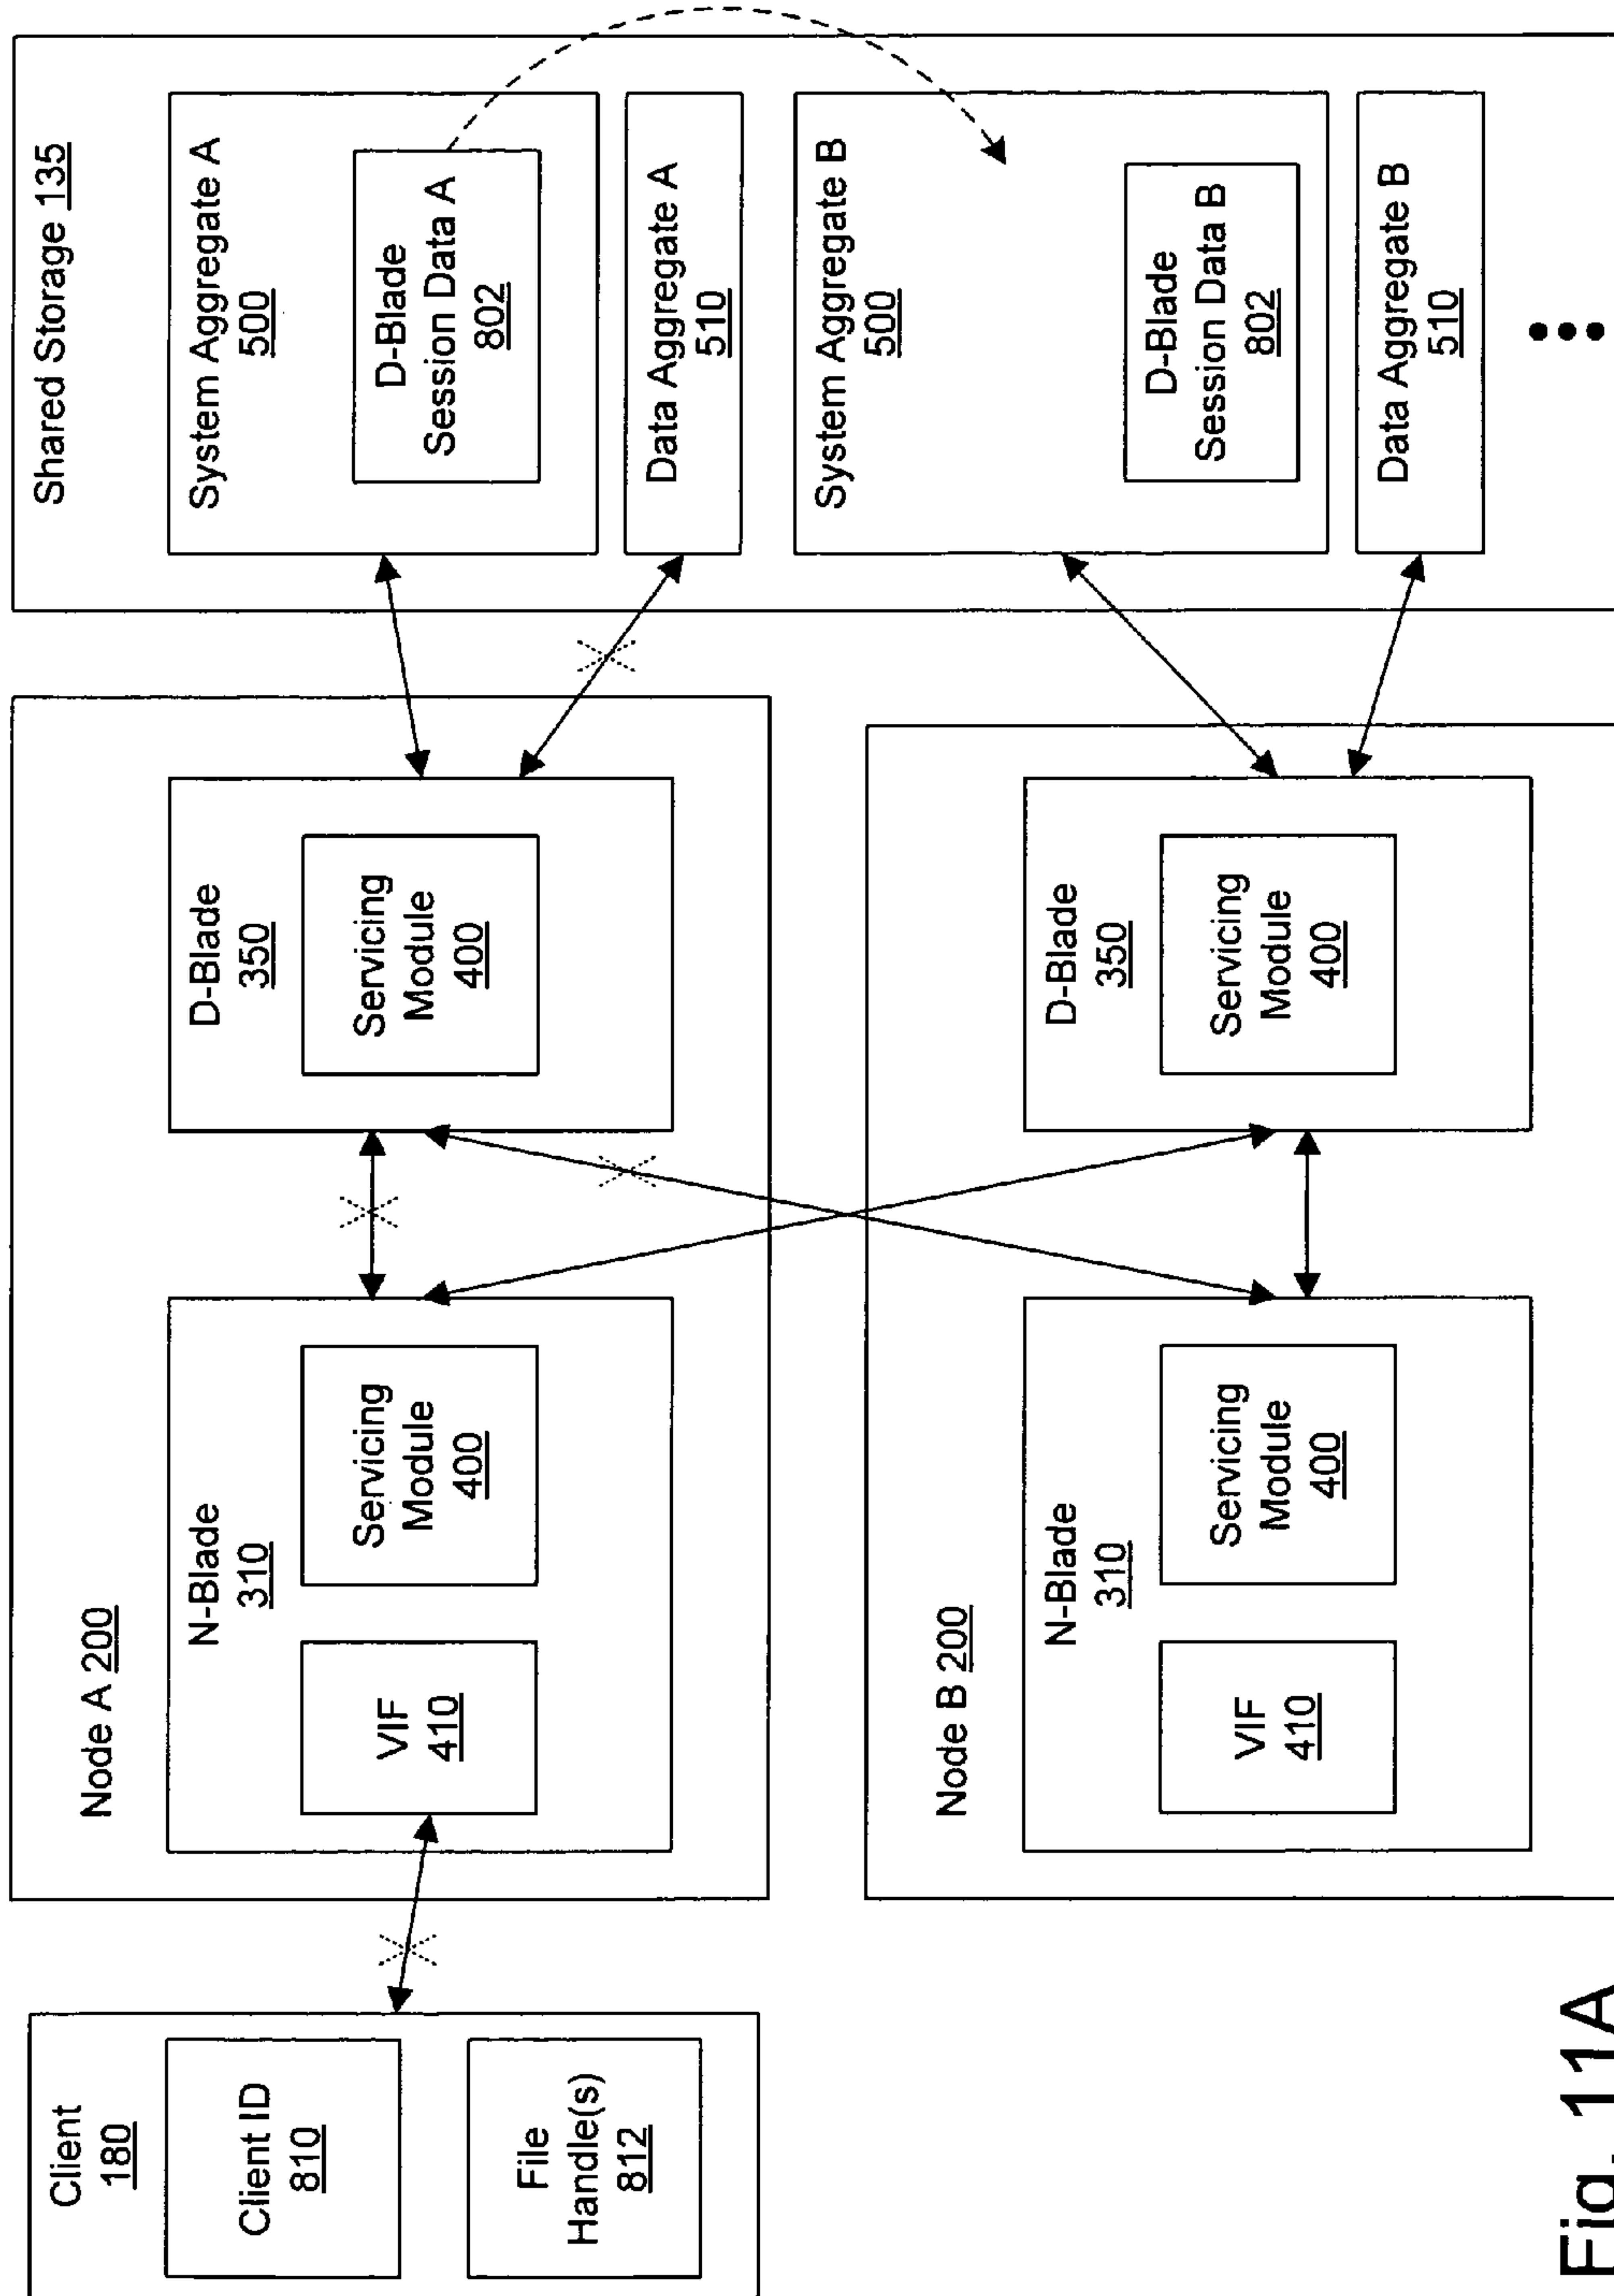 Client
180
Client ID
810
File
Handle(s)
812
Node A 200
N-Blade
310
VIF
410
Servicing
Module
400
D-Blade
350
Servicing
Module
400
Node B 200
N-Blade
310
VIF
410
Servicing
Module
400
D-Blade
350
Servicing
Module
400
Shared Storage 135
System Aggregate A
500
D-Blade
Session Data A
802
Data Aggregate A
510
System Aggregate B
500
D-Blade
Session Data B
802
Data Aggregate B
510
Fig. 11A